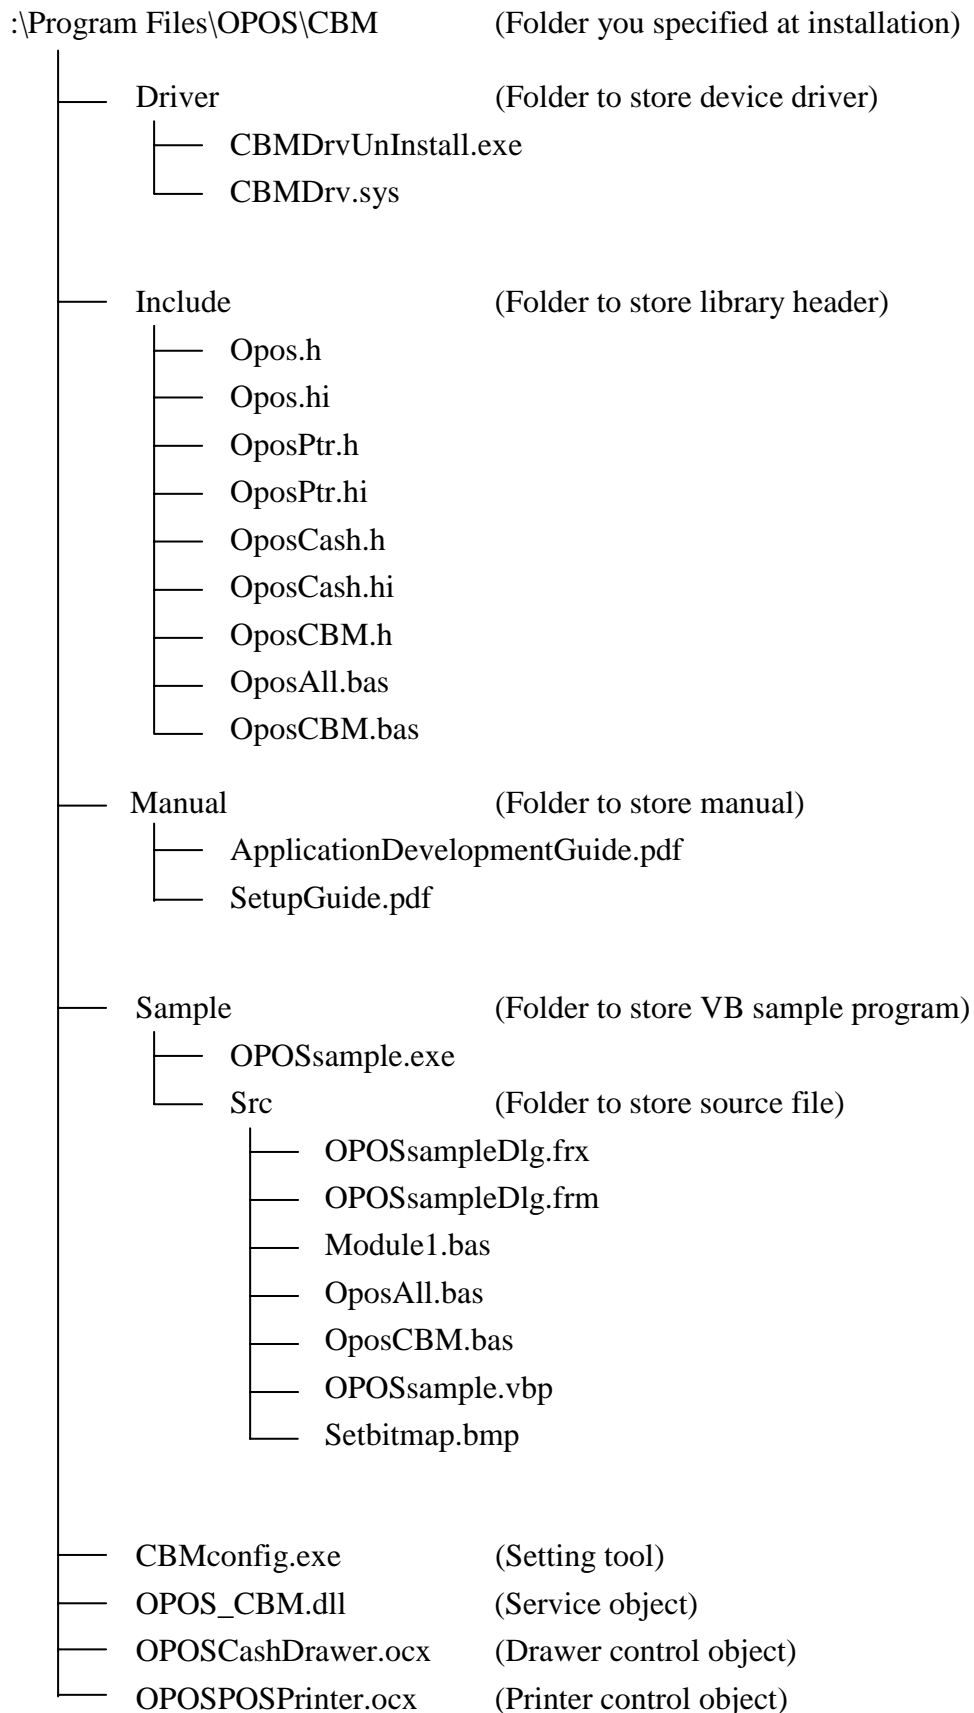 :\Program Files\OPOS\CBM (Folder you specified at installation)
Driver (Folder to store device driver)
CBMDrvUnInstall.exe
CBMDrv.sys
Include (Folder to store library header)
Opos.h
Opos.hi
OposPtr.h
OposPtr.hi
OposCash.h
OposCash.hi
OposCBM.h
OposAll.bas
OposCBM.bas
Manual (Folder to store manual)
ApplicationDevelopmentGuide.pdf
SetupGuide.pdf
Sample (Folder to store VB sample program)
OPOSsample.exe
Src (Folder to store source file)
OPOSsampleDlg.frx
OPOSsampleDlg.frm
Module1.bas
OposAll.bas
OposCBM.bas
OPOSsample.vbp
Setbitmap.bmp
CBMconfig.exe (Setting tool)
OPOS_CBM.dll (Service object)
OPOSCashDrawer.ocx (Drawer control object)
OPOSPOSPrinter.ocx (Printer control object)